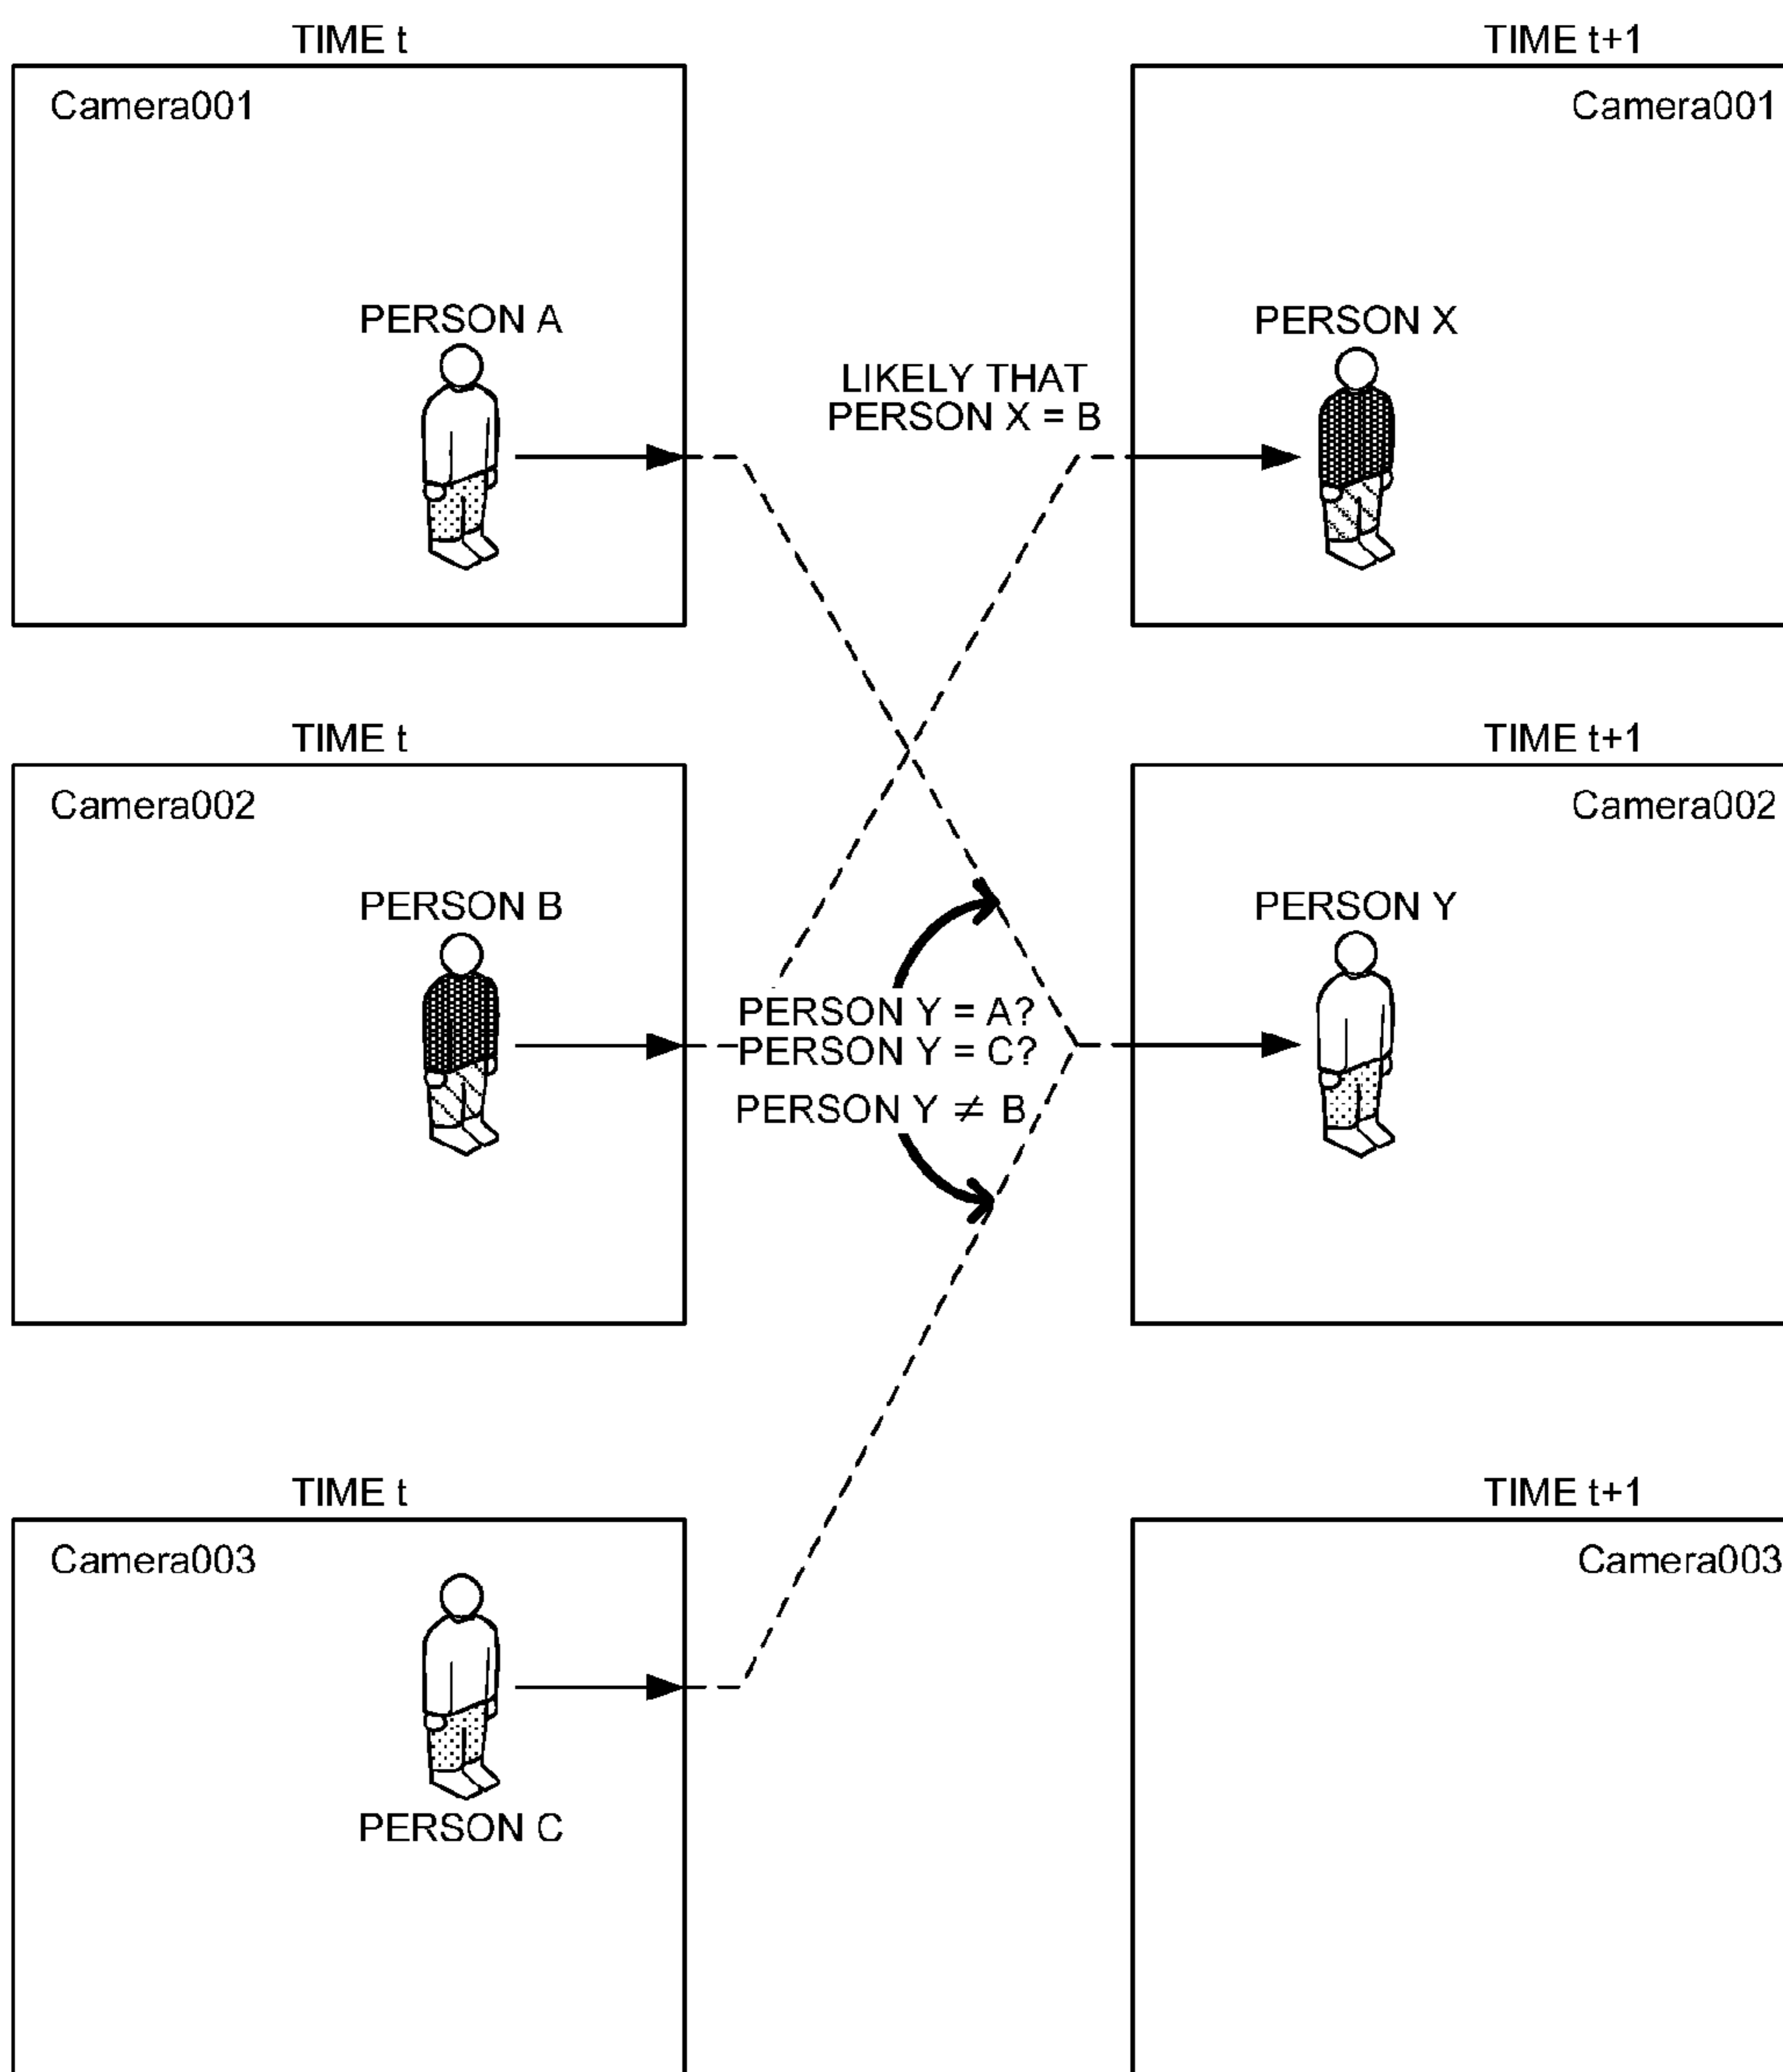 TIME t
TIME t+1
Camera001
Camera001
PERSON A
PERSON X
LIKELY THAT
PERSON X = B
TIME t
TIME t+1
Camera002
Camera002
PERSON B
PERSON Y
PERSON Y = A?
PERSON Y = C?
PERSON Y ≠ B
TIME t
TIME t+1
Camera003
Camera003
PERSON C